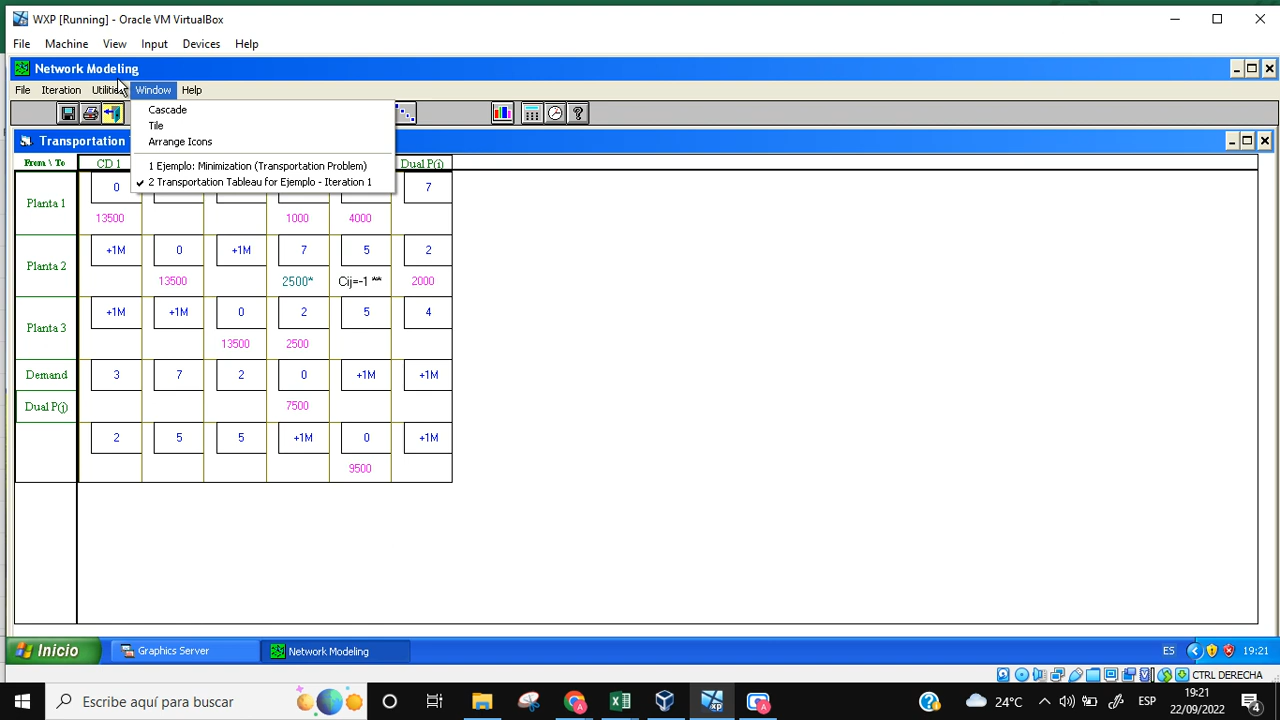 WXP [Running] - Oracle VM VirtualBox
File Machine View Input Devices Help
Network Modeling
File Iteration Utilitie Window Help
Cascade
Tile
Arrange Icons
1 Ejemplo: Minimization (Transportation Problem)
✓ 2 Transportation Tableau for Ejemplo - Iteration 1
Transportation
From \ To CD 1 Dual P(i)
Planta 1 0 7
13500 1000 4000
Planta 2 +1M 0 +1M 7 5 2
13500 2500* Cij=-1 ** 2000
Planta 3 +1M +1M 0 2 5 4
13500 2500
Demand 3 7 2 0 +1M +1M
Dual P(j) 7500
2 5 5 +1M 0 +1M
9500
Inicio Graphics Server Network Modeling ES 19:21
CTRL DERECHA
Escribe aquí para buscar 24°C ESP 19:21
22/09/2022 4